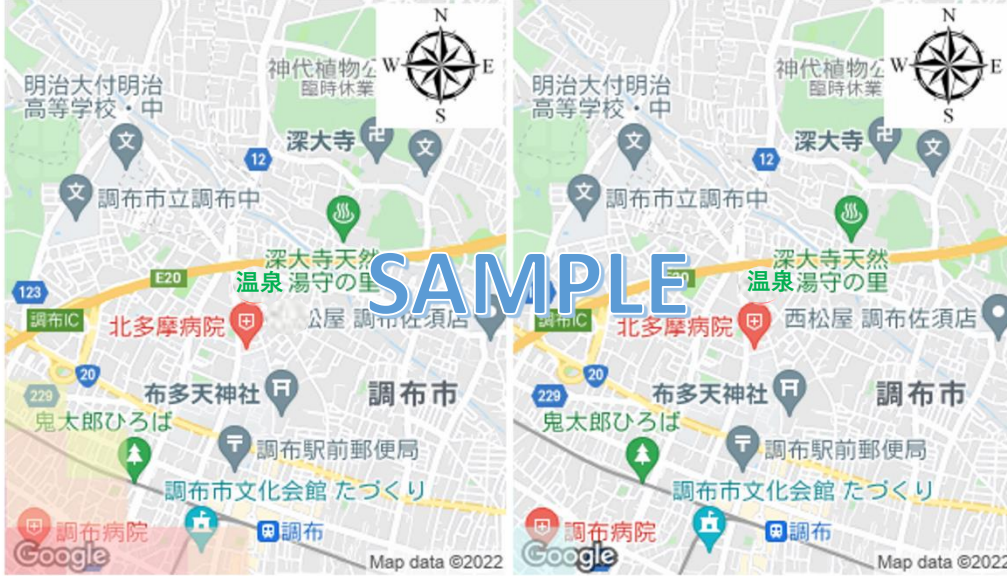 N
W E
S
神代植物公
臨時休業
明治大付明治
高等学校・中
文
深大寺
卍
文
12
文
調布市立調布中
深大寺天然
温泉 湯守の里
E20
123
調布IC
北多摩病院
松屋 調布佐須店
20
229
布多天神社
調布市
鬼太郎ひろば
調布駅前郵便局
調布市文化会館 たづくり
調布病院
調布
Google
Map data ©2022
SAMPLE
N
W E
S
神代植物公
臨時休業
明治大付明治
高等学校・中
文
深大寺
卍
文
12
文
調布市立調布中
深大寺天然
温泉 湯守の里
20
調布IC
北多摩病院
西松屋 調布佐須店
20
229
布多天神社
調布市
鬼太郎ひろば
調布駅前郵便局
調布市文化会館 たづくり
調布病院
調布
Google
Map data ©2022